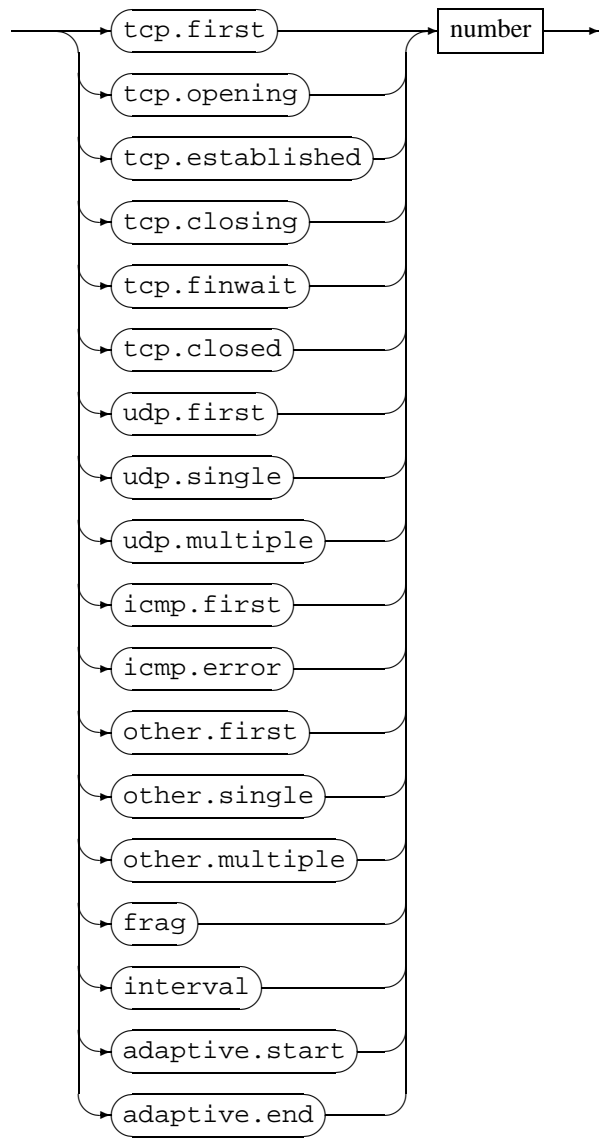 tcp.first number
tcp.opening
tcp.established
tcp.closing
tcp.finwait
tcp.closed
udp.first
udp.single
udp.multiple
icmp.first
icmp.error
other.first
other.single
other.multiple
frag
interval
adaptive.start
adaptive.end